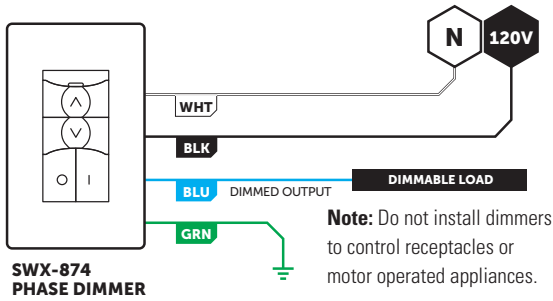 N
120V
WHT
BLK
BLU DIMMED OUTPUT
DIMMABLE LOAD
GRN
Note: Do not install dimmers
to control receptacles or
motor operated appliances.
SWX-874
PHASE DIMMER
O I